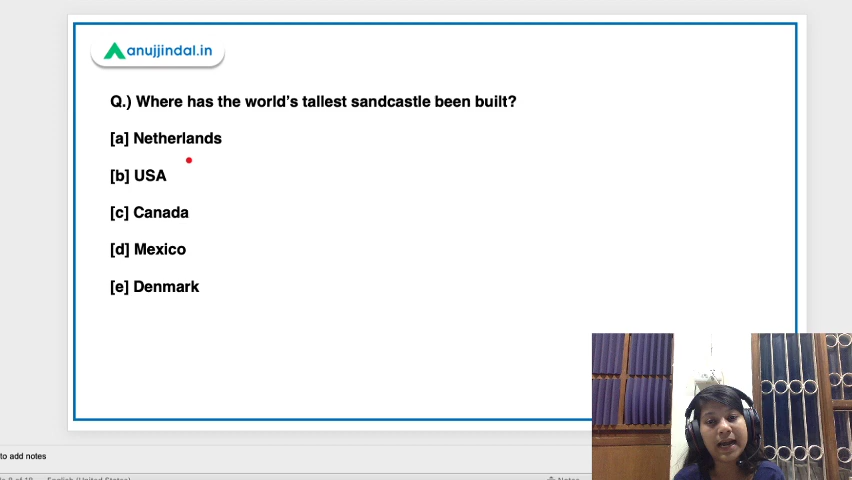 anujjindal.in
Q.) Where has the world's tallest sandcastle been built?
[a] Netherlands
[b] USA
[c] Canada
[d] Mexico
[e] Denmark
to add notes
English (United States)
Notes